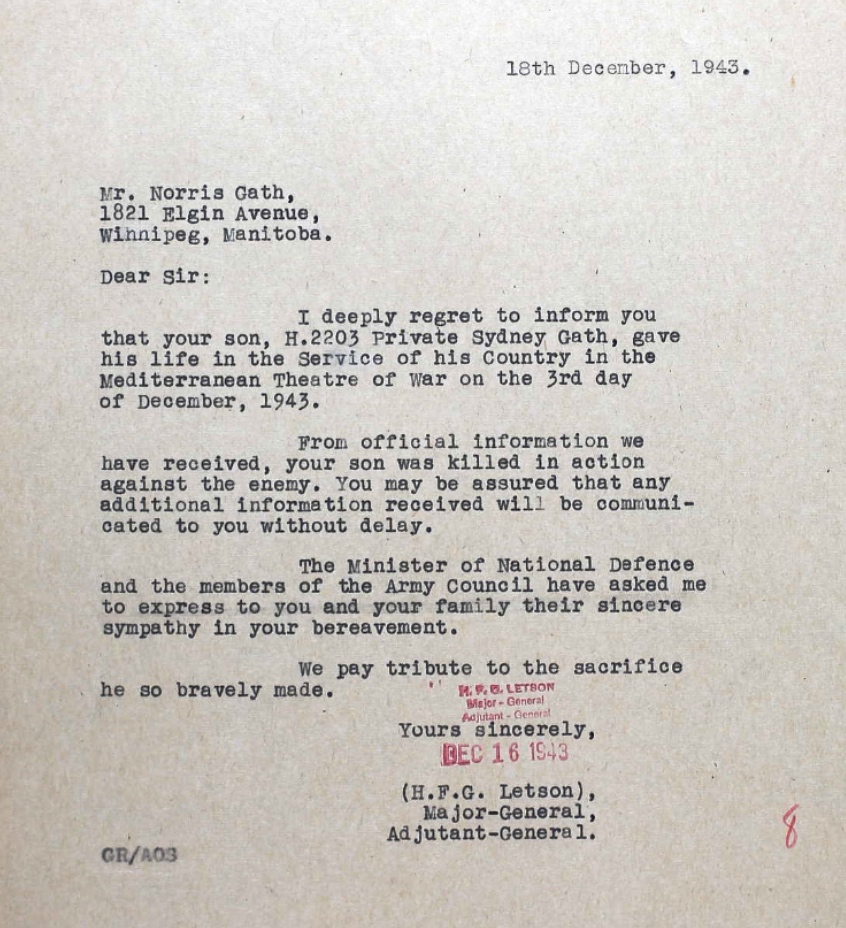 18th December, 1943.
Mr. Norris Gath,
1821 Elgin Avenue,
Winnipeg, Manitoba.
Dear Sir:
I deeply regret to inform you
that your son, H.2203 Private Sydney Gath, gave
his life in the Service of his Country in the
Mediterranean Theatre of War on the 3rd day
of December, 1943.
From official information we
have received, your son was killed in action
against the enemy. You may be assured that any
additional information received will be communi-
cated to you without delay.
The Minister of National Defence
and the members of the Army Council have asked me
to express to you and your family their sincere
sympathy in your bereavement.
We pay tribute to the sacrifice
he so bravely made.
H. F. G. LETSON
Major - General
Adjutant - General
Yours sincerely,
DEC 16 1943
(H.F.G. Letson),
Major-General,
Adjutant-General.
8
GR/AOS